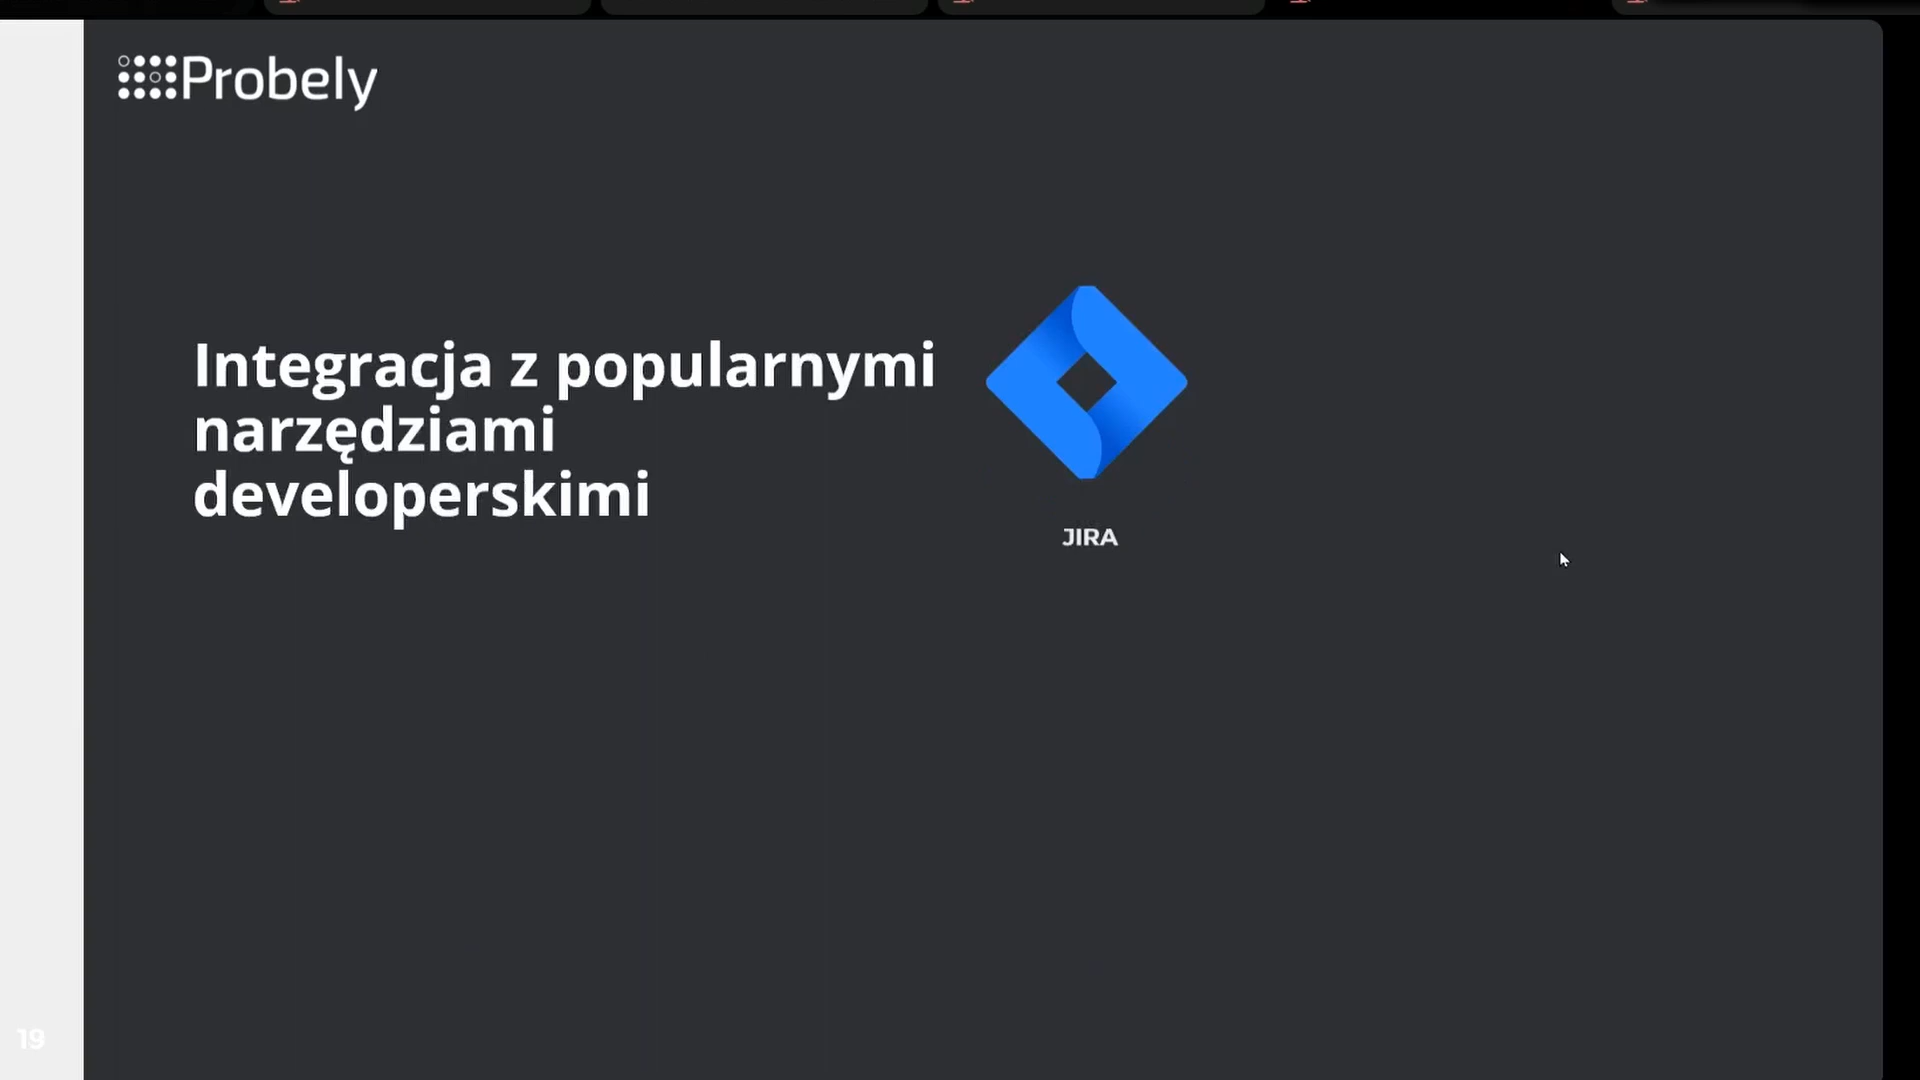 Probely
Integracja z popularnymi
narzędziami
developerskimi
JIRA
19